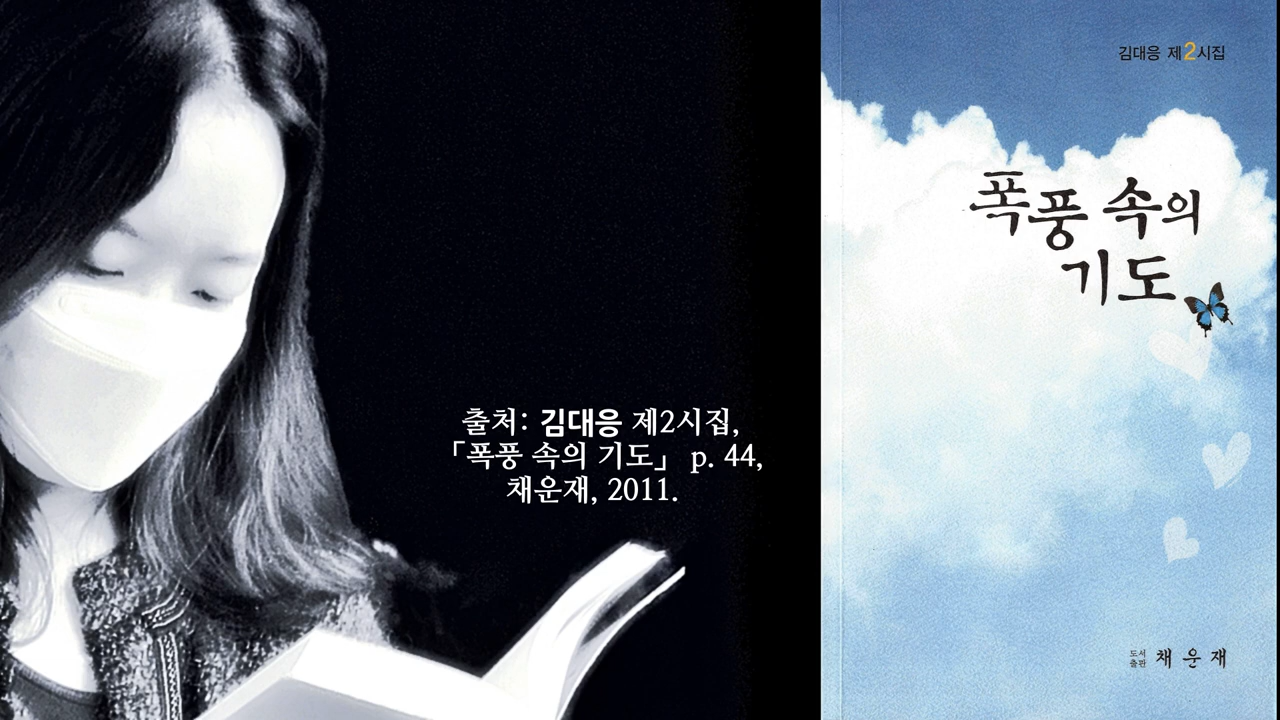 출처: 김대응 제2시집,
「폭풍 속의 기도」 p. 44,
채운재, 2011.
김대응 제2시집
폭풍 속의
기도
도서
출판 채운재